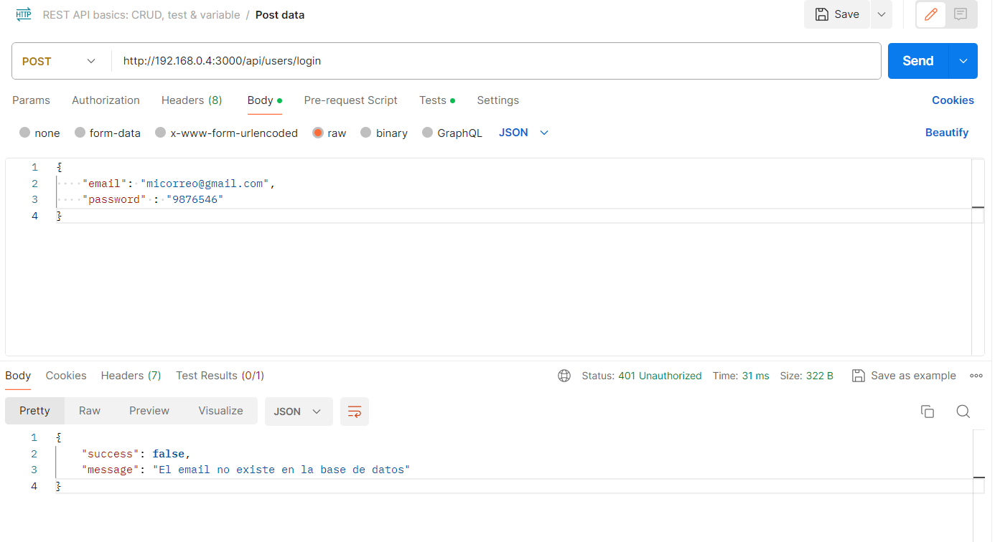 HTTP REST API basics: CRUD, test & variable / Post data Save
POST http://192.168.0.4:3000/api/users/login Send
Params Authorization Headers (8) Body Pre-request Script Tests Settings Cookies
none form-data x-www-form-urlencoded raw binary GraphQL JSON Beautify
1 {
2 "email": "micorreo@gmail.com",
3 "password" : "9876546"
4 }
Body Cookies Headers (7) Test Results (0/1) Status: 401 Unauthorized Time: 31 ms Size: 322 B Save as example
Pretty Raw Preview Visualize JSON
1 {
2 "success": false,
3 "message": "El email no existe en la base de datos"
4 }